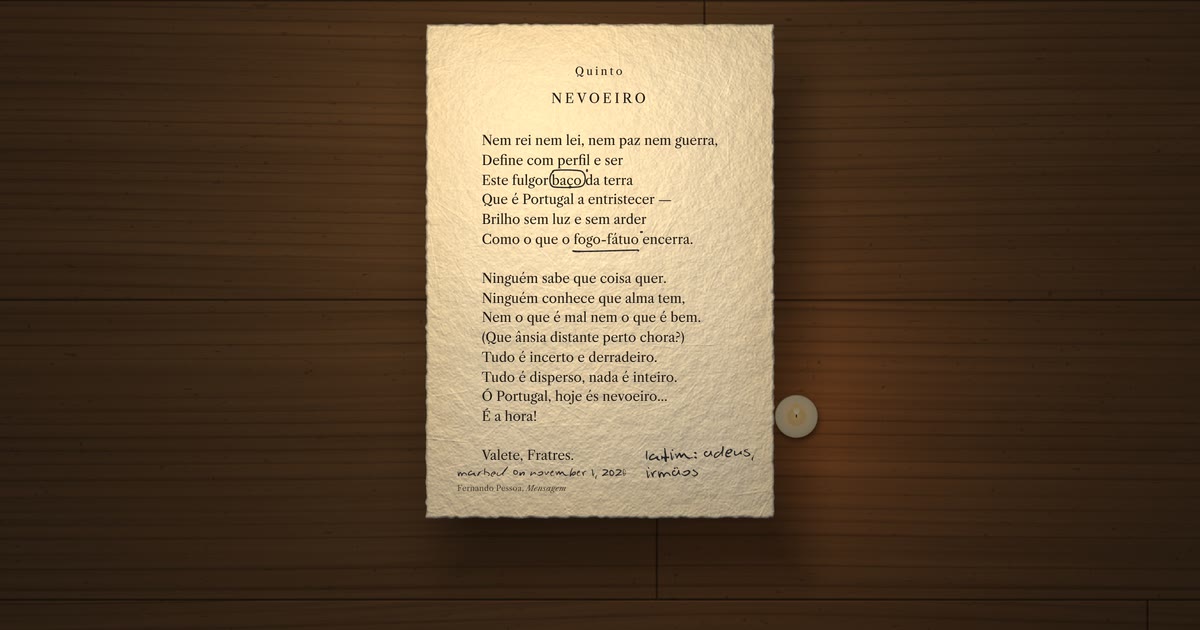 Quinto
NEVOEIRO
Nem rei nem lei, nem paz nem guerra,
Define com perfil e ser
Este fulgor baço da terra
Que é Portugal a entristecer —
Brilho sem luz e sem arder
Como o que o fogo-fátuo encerra.
Ninguém sabe que coisa quer.
Ninguém conhece que alma tem,
Nem o que é mal nem o que é bem.
(Que ânsia distante perto chora?)
Tudo é incerto e derradeiro.
Tudo é disperso, nada é inteiro.
Ó Portugal, hoje és nevoeiro...
É a hora!
Valete, Fratres.
latim: adeus,
irmãos
marked on november 1,
Fernando Pessoa, Mensagem